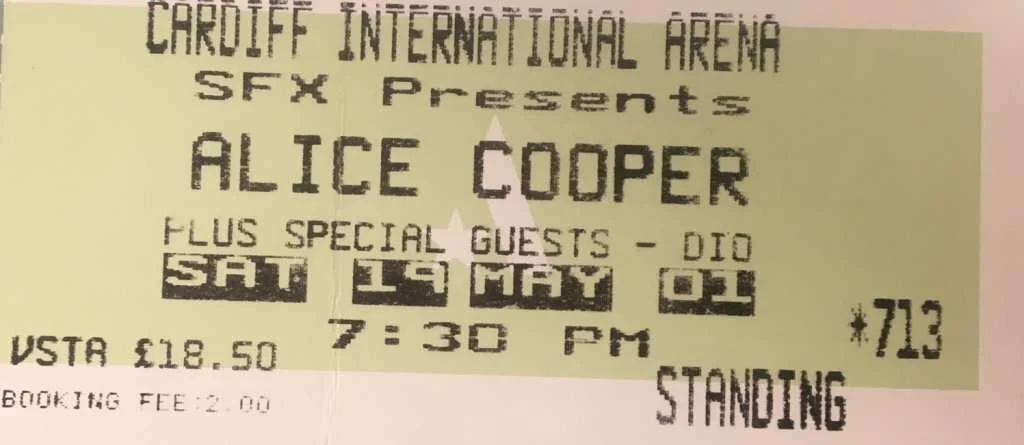 CARDIFF INTERNATIONAL ARENA
SFX Presents
ALICE COOPER
PLUS SPECIAL GUESTS - DIO
SAT 19 MAY 01
7:30 PM
*713
VSTA £18.50
STANDING
BOOKING FEE:2.00